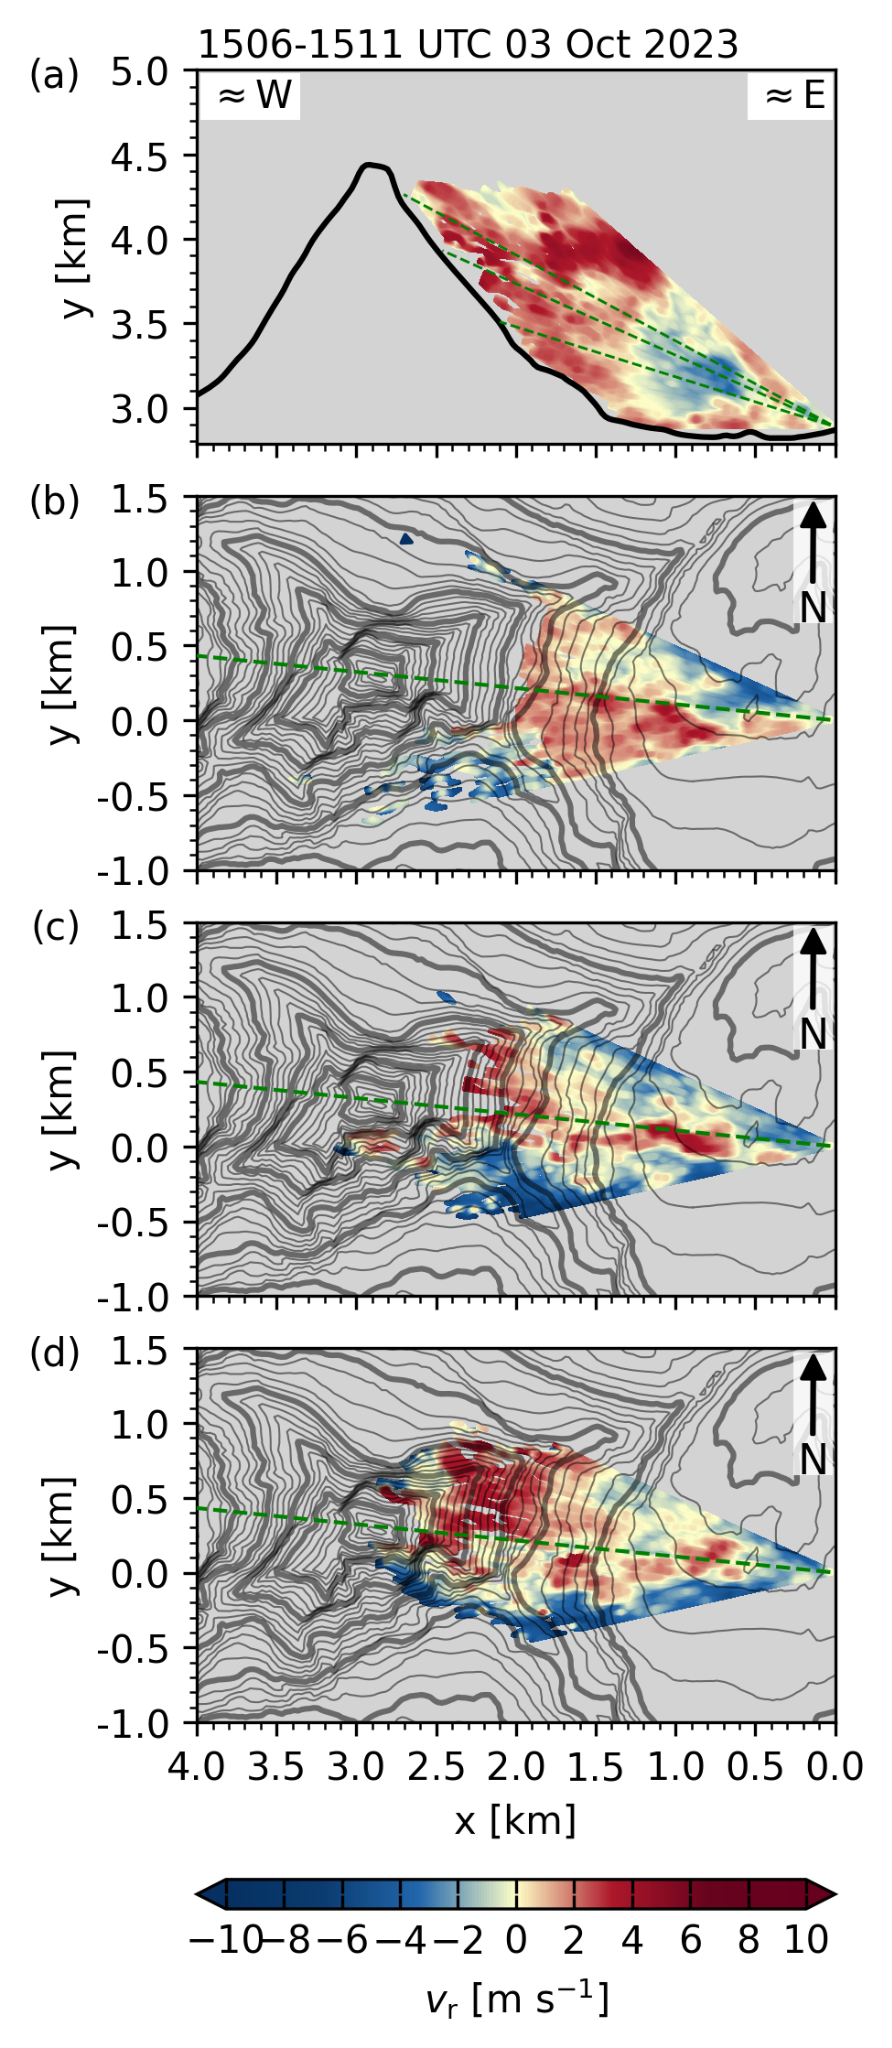 1506-1511 UTC 03 Oct 2023
(a)
≈W
≈E
5.0
4.5
4.0
3.5
3.0
y [km]
(b)
1.5
1.0
0.5
0.0
-0.5
-1.0
y [km]
N
(c)
1.5
1.0
0.5
0.0
-0.5
-1.0
y [km]
N
(d)
1.5
1.0
0.5
0.0
-0.5
-1.0
y [km]
N
4.0 3.5 3.0 2.5 2.0 1.5 1.0 0.5 0.0
x [km]
−10 −8 −6 −4 −2 0 2 4 6 8 10
vr [m s⁻¹]